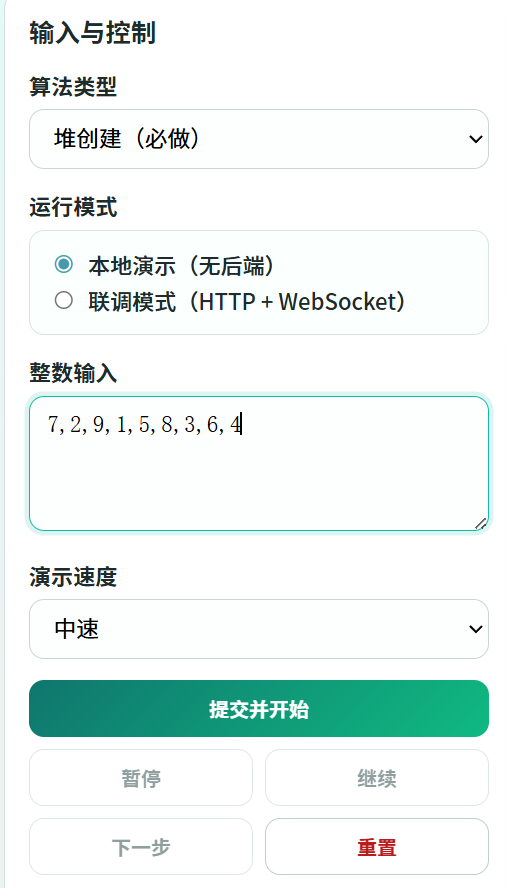 输入与控制
算法类型
堆创建（必做）
运行模式
本地演示（无后端）
联调模式（HTTP + WebSocket）
整数输入
7,2,9,1,5,8,3,6,4
演示速度
中速
提交并开始
暂停
继续
下一步
重置